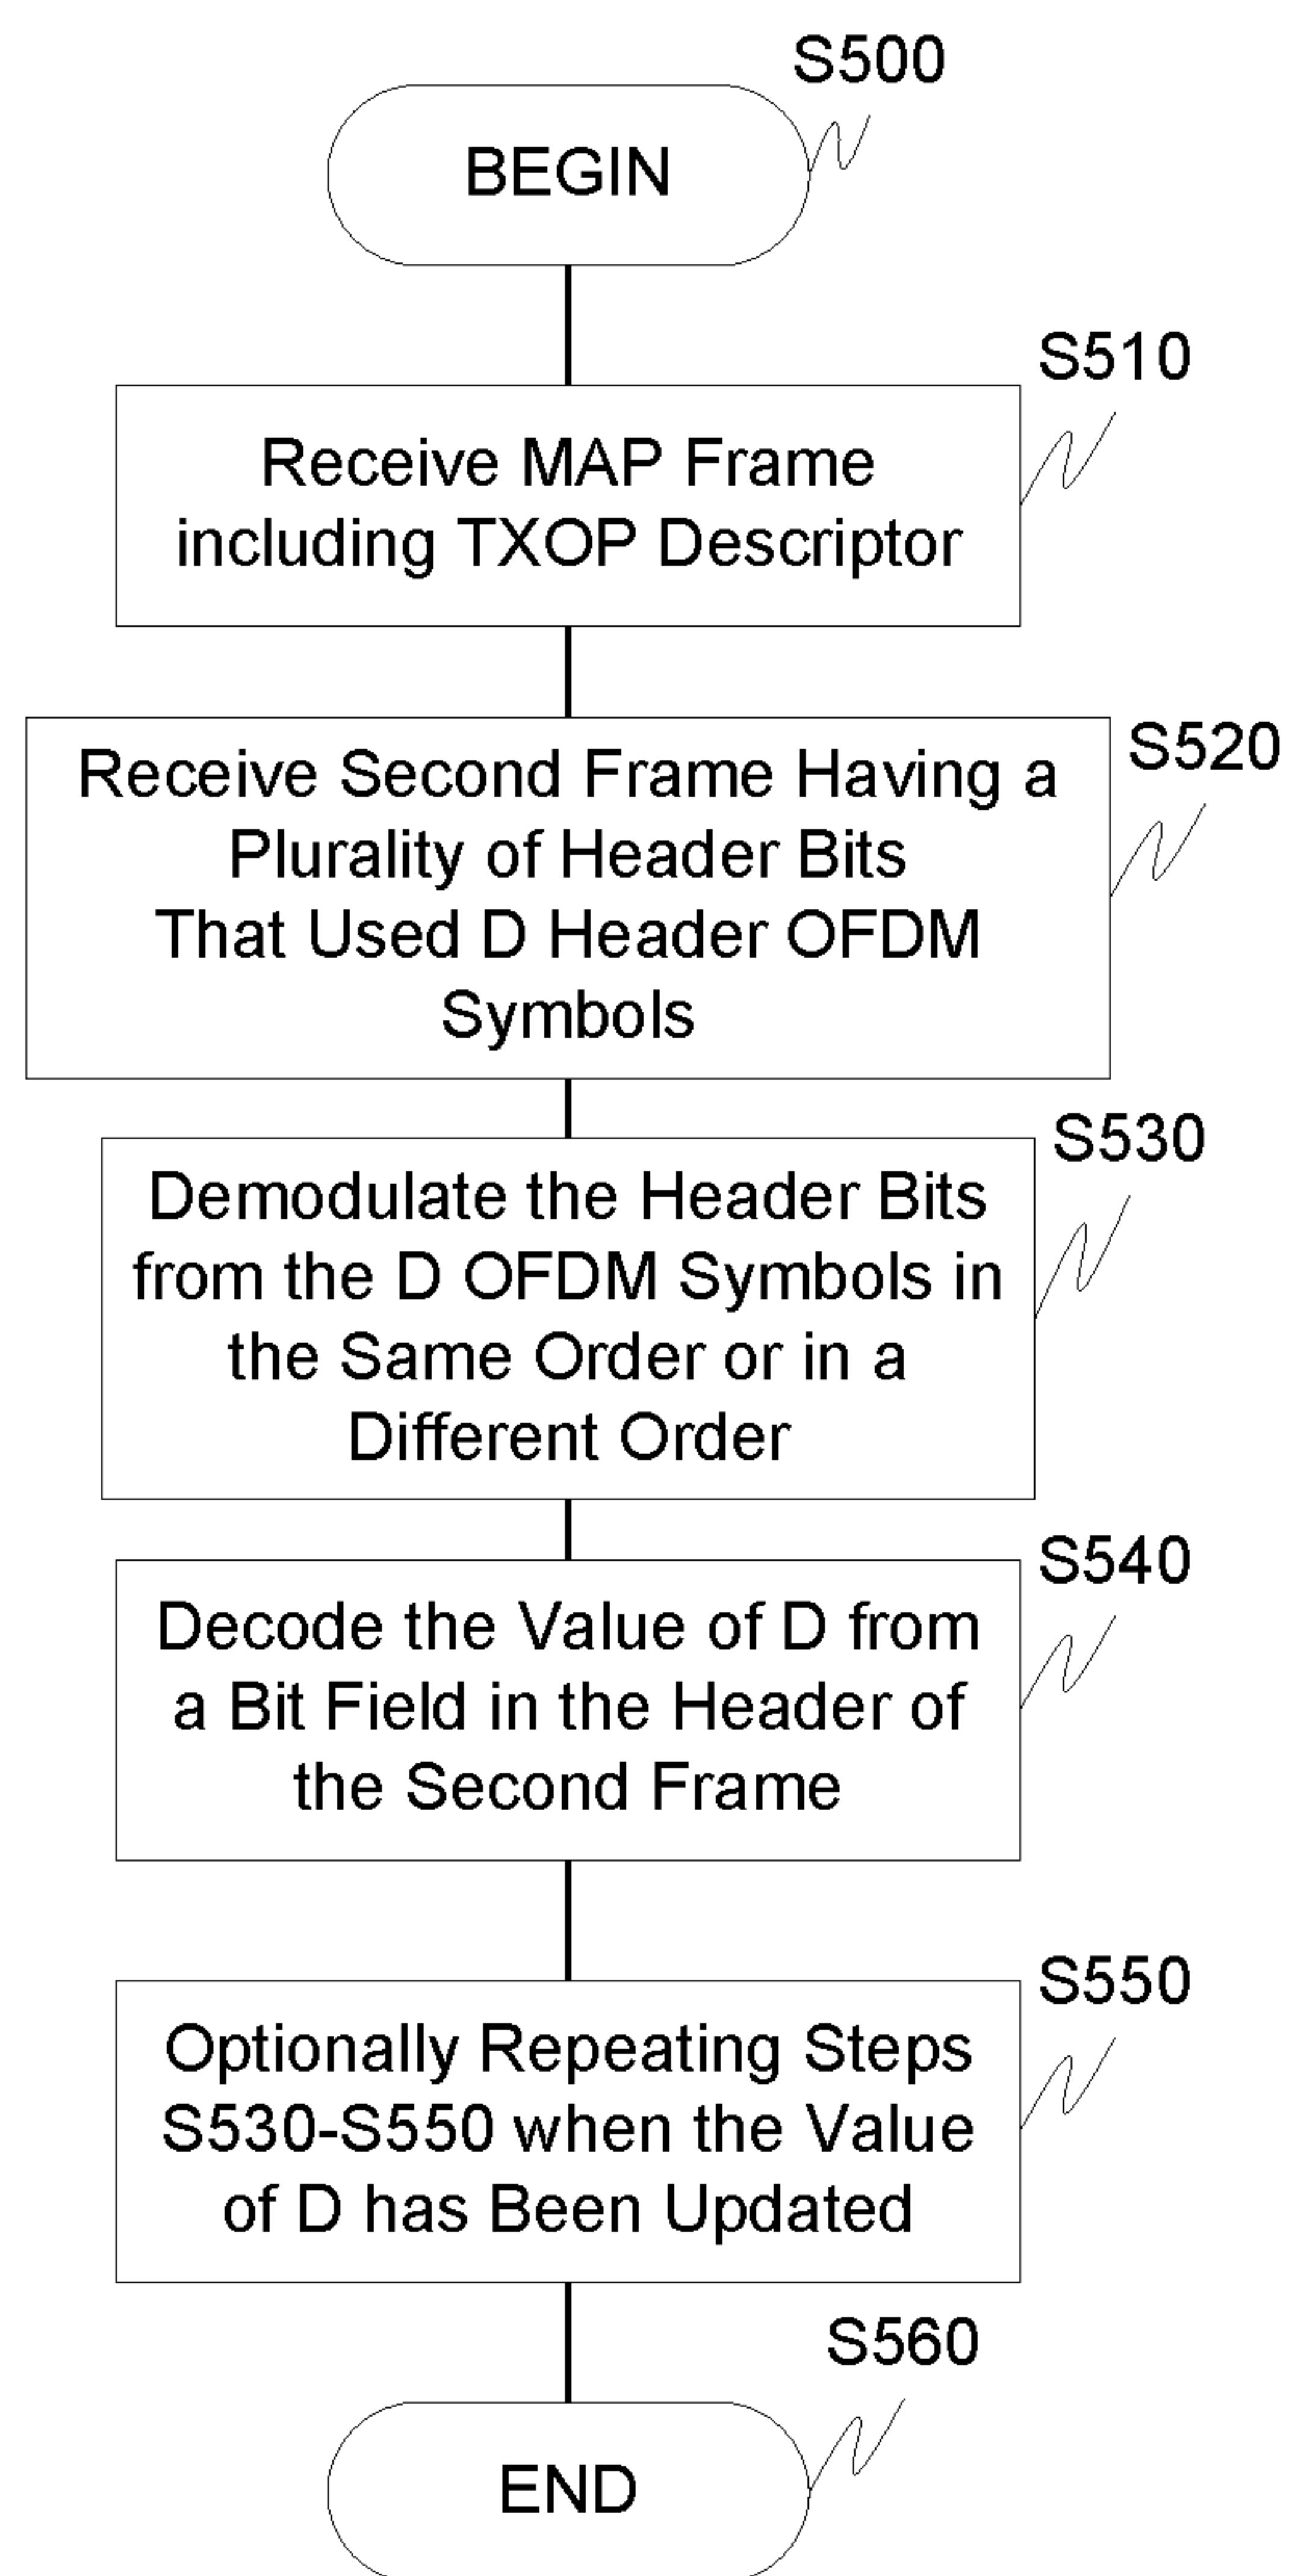 S500
BEGIN
S510
Receive MAP Frame
including TXOP Descriptor
S520
Receive Second Frame Having a
Plurality of Header Bits
That Used D Header OFDM
Symbols
S530
Demodulate the Header Bits
from the D OFDM Symbols in
the Same Order or in a
Different Order
S540
Decode the Value of D from
a Bit Field in the Header of
the Second Frame
S550
Optionally Repeating Steps
S530-S550 when the Value
of D has Been Updated
S560
END